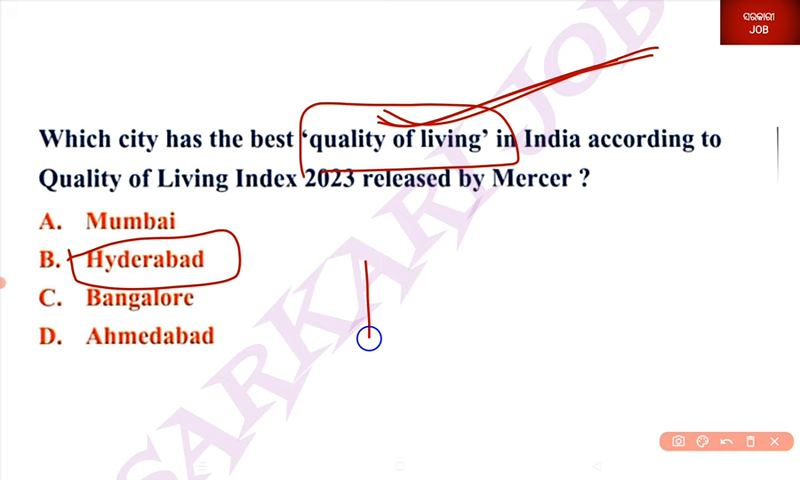 ସରକାରୀ
JOB
Which city has the best ‘quality of living’ in India according to
Quality of Living Index 2023 released by Mercer ?
A. Mumbai
B. Hyderabad
C. Bangalore
D. Ahmedabad
SARKARI JOB